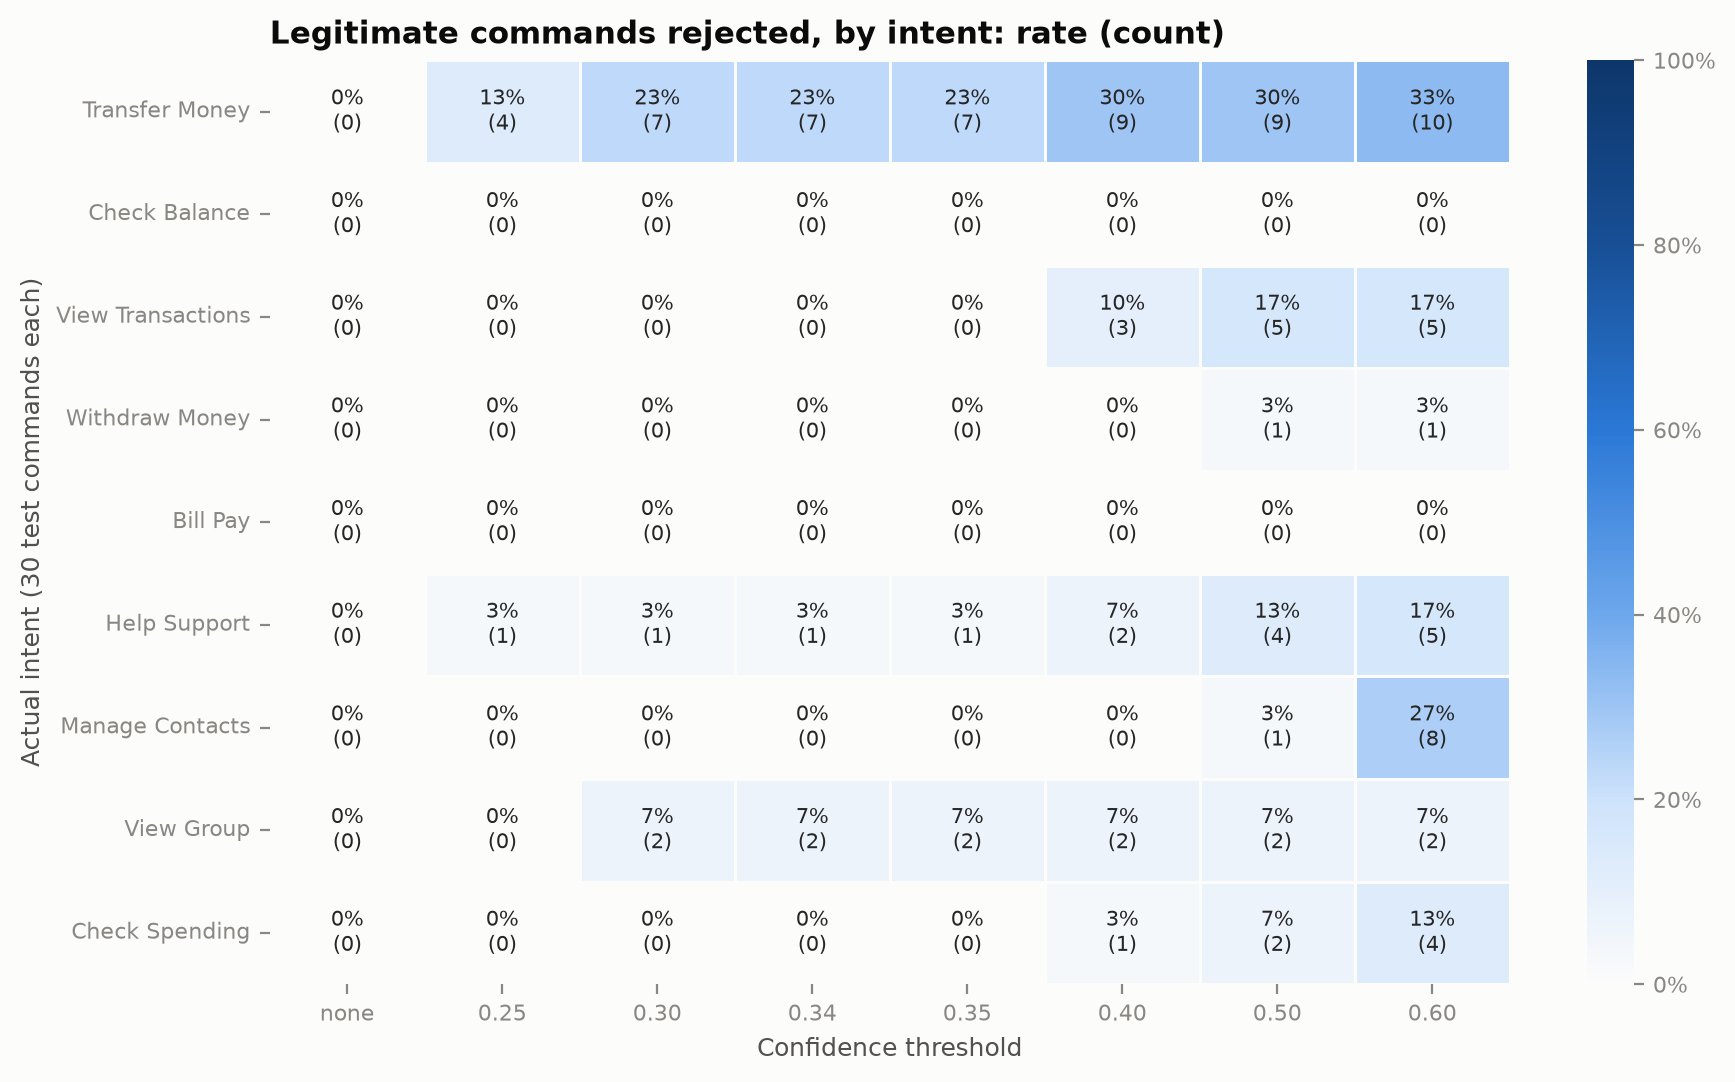 Legitimate commands rejected, by intent: rate (count)
Actual intent (30 test commands each)
Transfer Money
0% 13% 23% 23% 23% 30% 30% 33%
(0) (4) (7) (7) (7) (9) (9) (10)
Check Balance
0% 0% 0% 0% 0% 0% 0% 0%
(0) (0) (0) (0) (0) (0) (0) (0)
View Transactions
0% 0% 0% 0% 0% 10% 17% 17%
(0) (0) (0) (0) (0) (3) (5) (5)
Withdraw Money
0% 0% 0% 0% 0% 0% 3% 3%
(0) (0) (0) (0) (0) (0) (1) (1)
Bill Pay
0% 0% 0% 0% 0% 0% 0% 0%
(0) (0) (0) (0) (0) (0) (0) (0)
Help Support
0% 3% 3% 3% 3% 7% 13% 17%
(0) (1) (1) (1) (1) (2) (4) (5)
Manage Contacts
0% 0% 0% 0% 0% 0% 3% 27%
(0) (0) (0) (0) (0) (0) (1) (8)
View Group
0% 0% 7% 7% 7% 7% 7% 7%
(0) (0) (2) (2) (2) (2) (2) (2)
Check Spending
0% 0% 0% 0% 0% 3% 7% 13%
(0) (0) (0) (0) (0) (1) (2) (4)
none 0.25 0.30 0.34 0.35 0.40 0.50 0.60
Confidence threshold
100%
80%
60%
40%
20%
0%